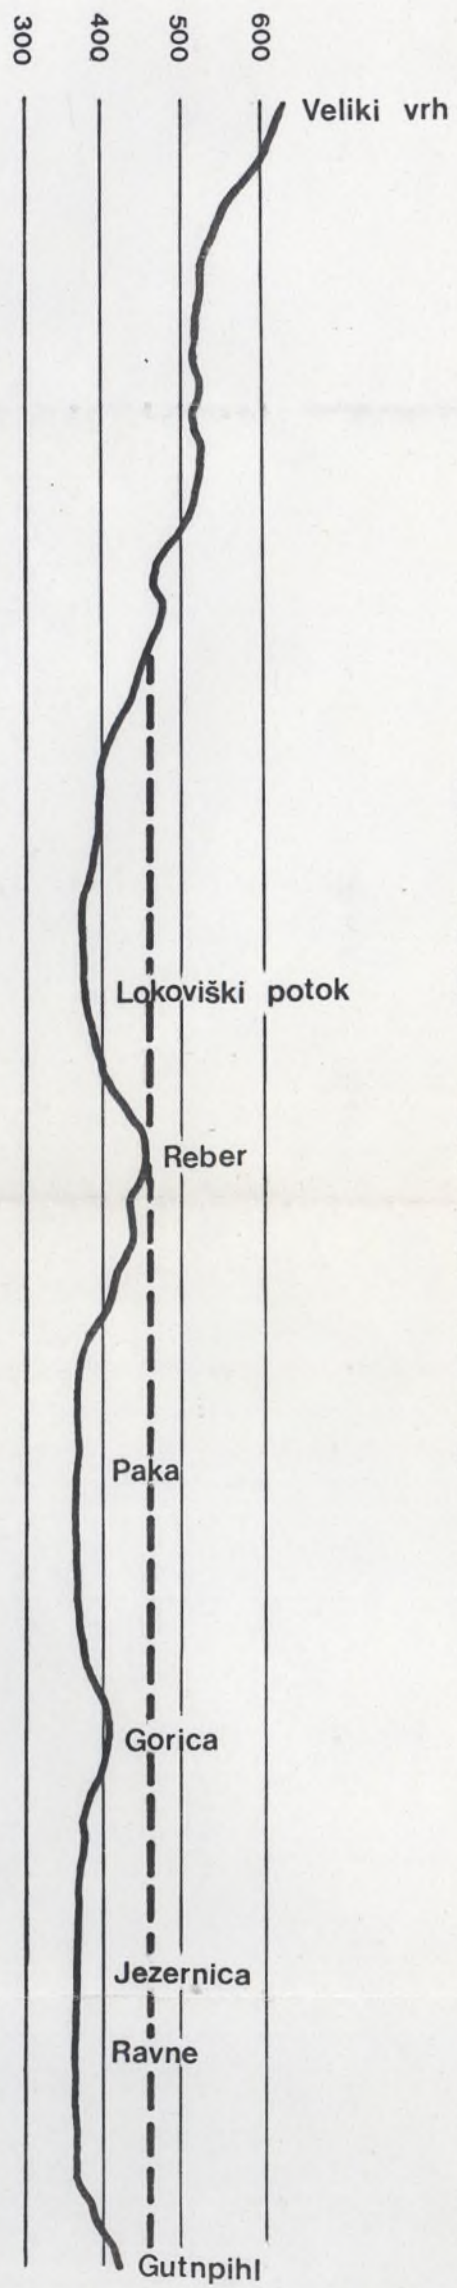 300
400
500
600
Veliki vrh
Lokoviški potok
Reber
Paka
Gorica
Jezernica
Ravne
Gutnpihl